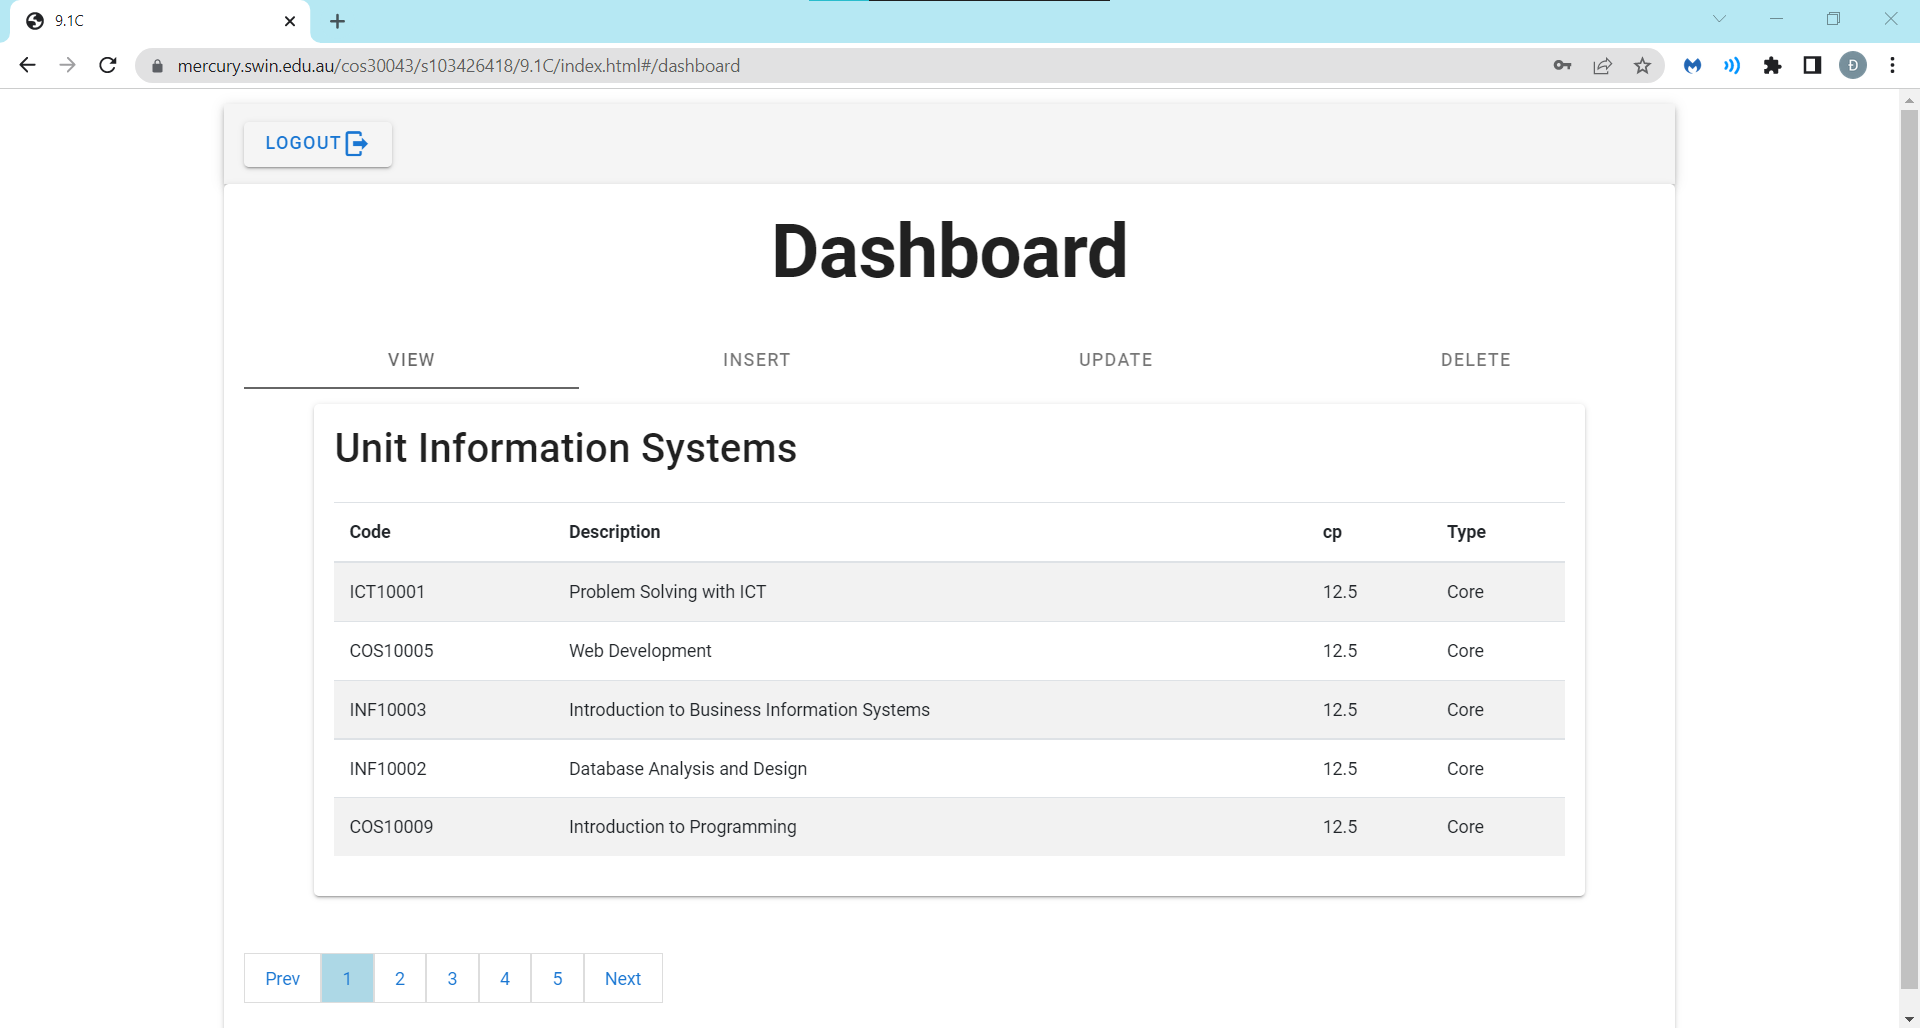 9.1C
mercury.swin.edu.au/cos30043/s103426418/9.1C/index.html#/dashboard
Đ
LOGOUT
Dashboard
VIEW INSERT UPDATE DELETE
Unit Information Systems
Code Description cp Type
ICT10001 Problem Solving with ICT 12.5 Core
COS10005 Web Development 12.5 Core
INF10003 Introduction to Business Information Systems 12.5 Core
INF10002 Database Analysis and Design 12.5 Core
COS10009 Introduction to Programming 12.5 Core
Prev 1 2 3 4 5 Next